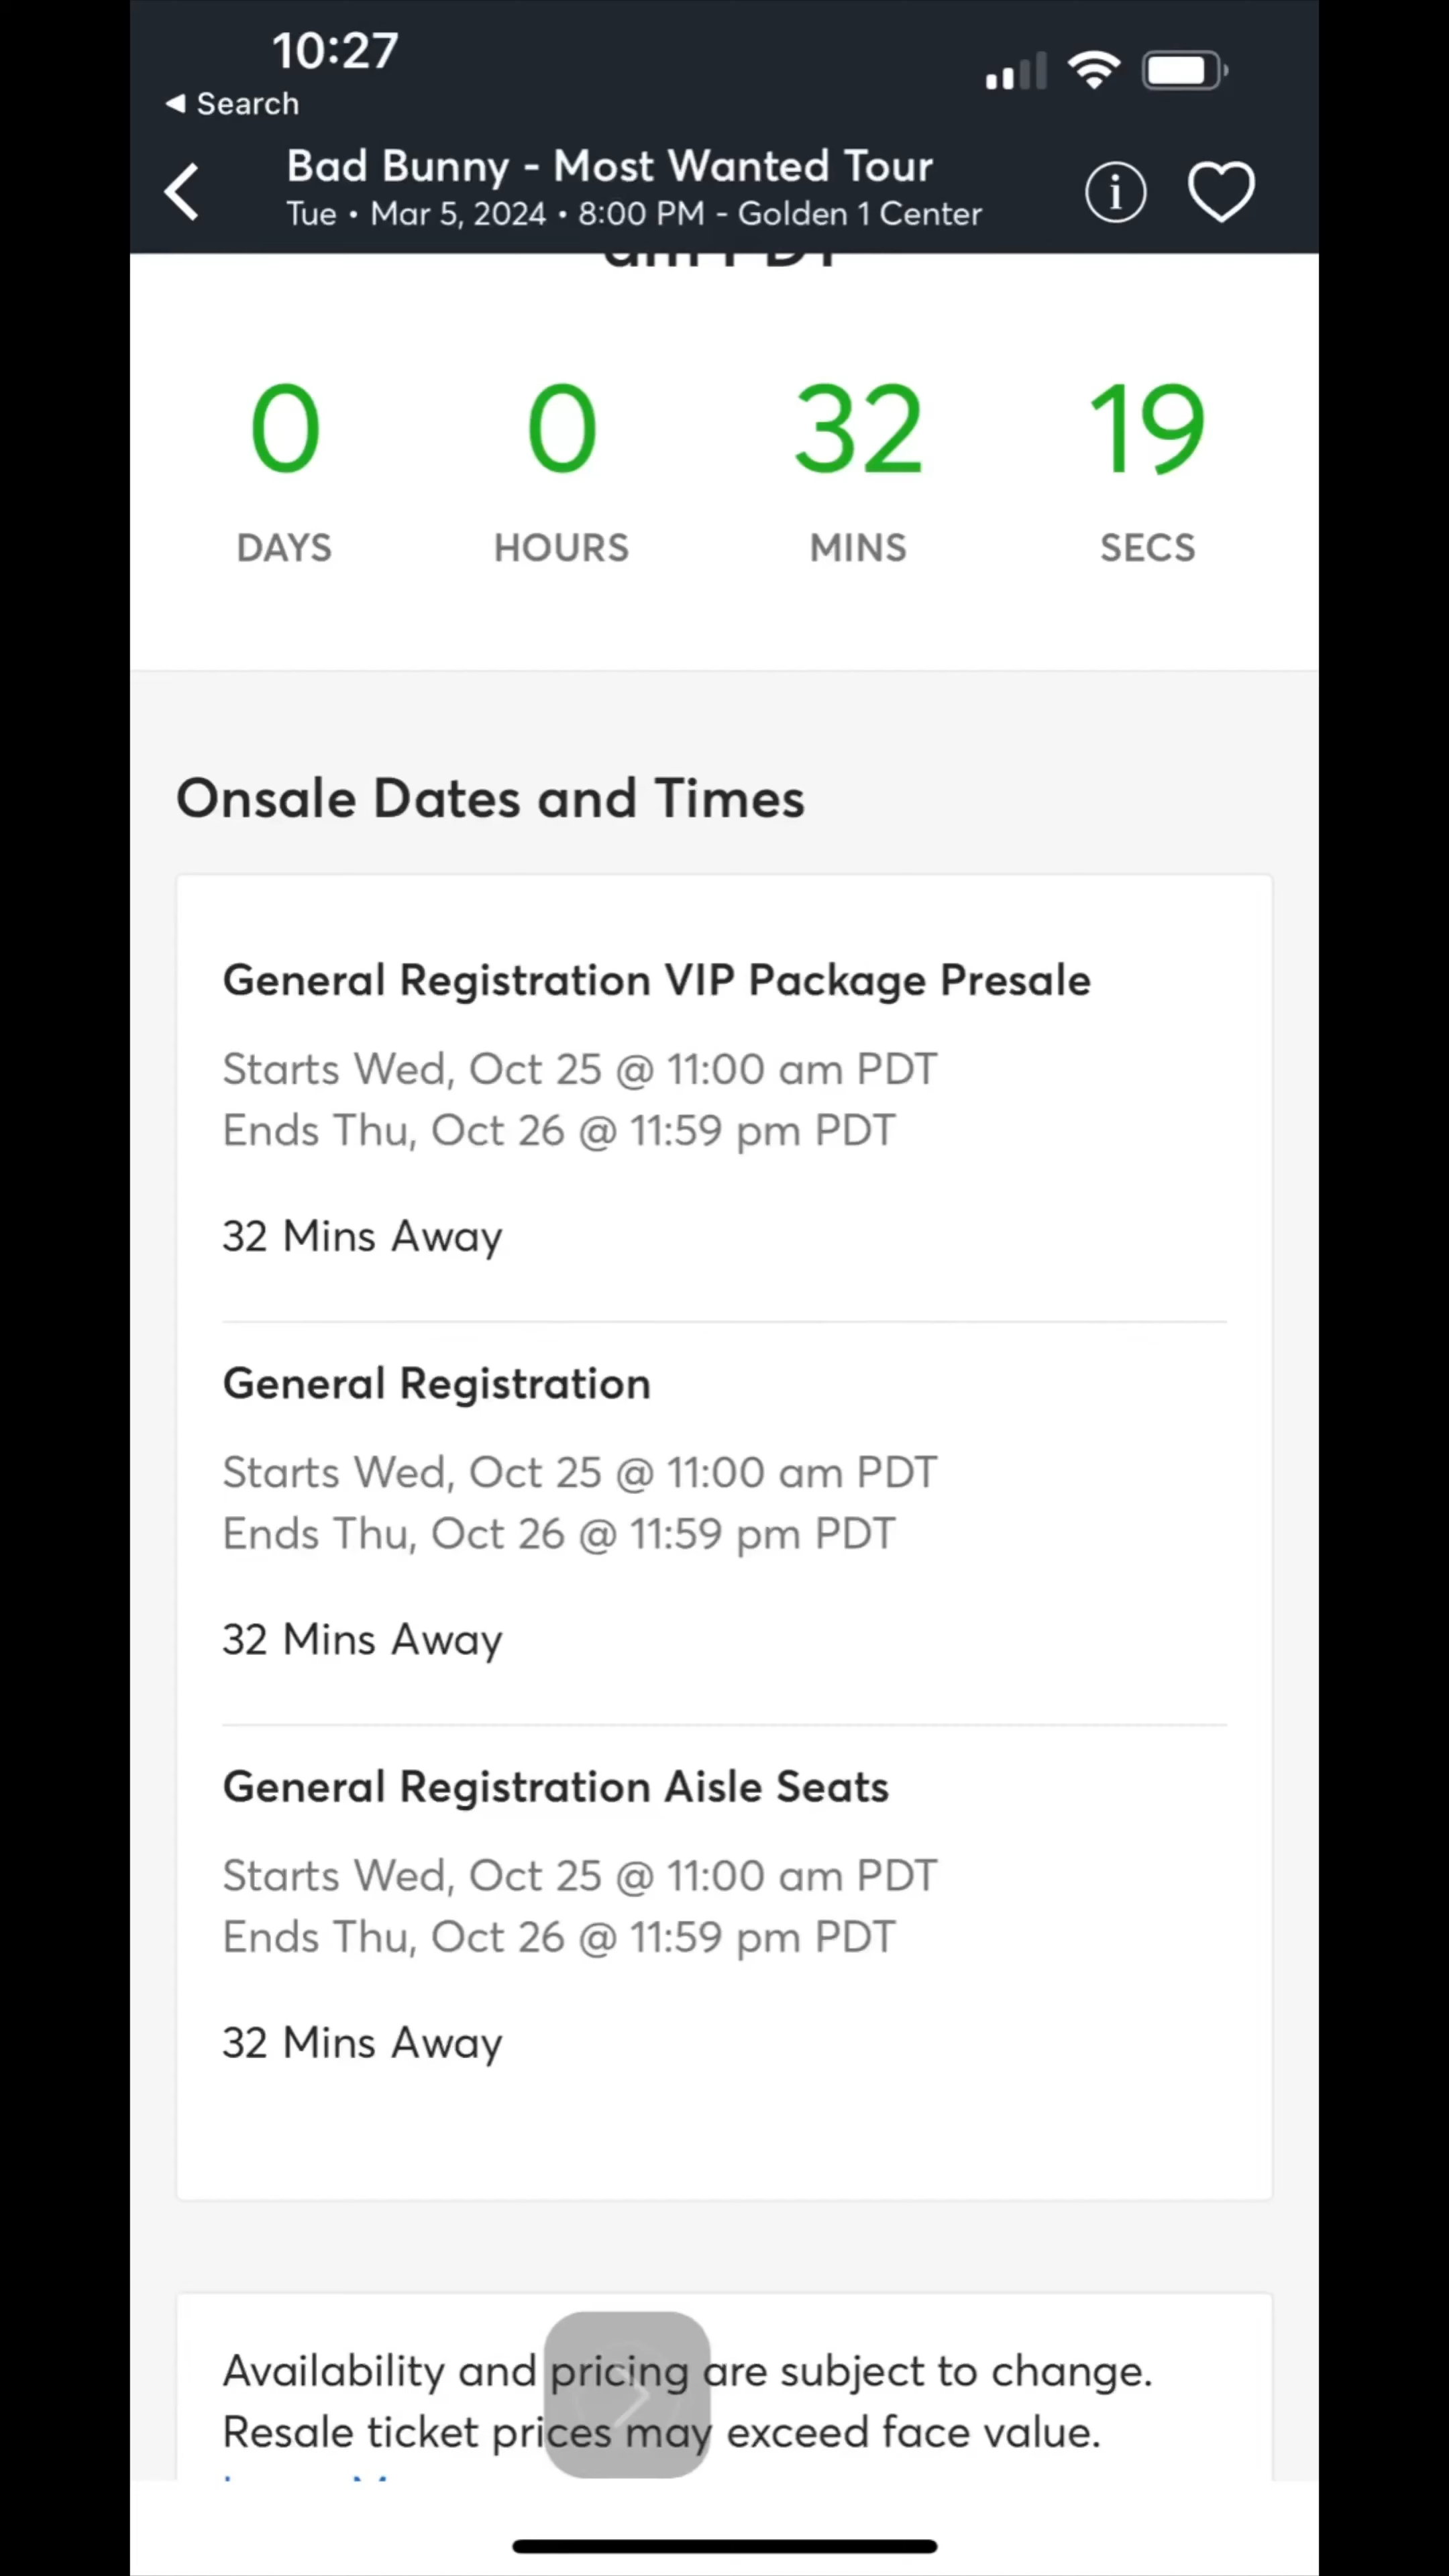 10:27
Search
Bad Bunny - Most Wanted Tour
Tue • Mar 5, 2024 • 8:00 PM - Golden 1 Center
am PDT
0 0 32 19
DAYS HOURS MINS SECS
Onsale Dates and Times
General Registration VIP Package Presale
Starts Wed, Oct 25 @ 11:00 am PDT
Ends Thu, Oct 26 @ 11:59 pm PDT
32 Mins Away
General Registration
Starts Wed, Oct 25 @ 11:00 am PDT
Ends Thu, Oct 26 @ 11:59 pm PDT
32 Mins Away
General Registration Aisle Seats
Starts Wed, Oct 25 @ 11:00 am PDT
Ends Thu, Oct 26 @ 11:59 pm PDT
32 Mins Away
Availability and pricing are subject to change.
Resale ticket prices may exceed face value.